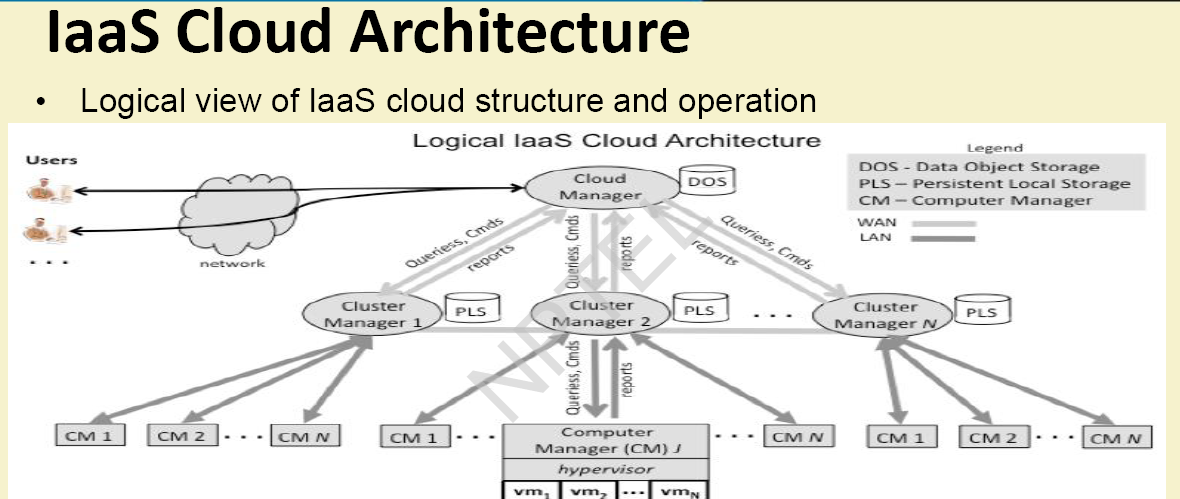 IaaS Cloud Architecture
• Logical view of IaaS cloud structure and operation
Logical IaaS Cloud Architecture
Users
. . .
network
Cloud
Manager
DOS
Legend
DOS - Data Object Storage
PLS – Persistent Local Storage
CM – Computer Manager
WAN
LAN
Queriess, Cmds
reports
Queriess, Cmds
reports
Queriess, Cmds
reports
Cluster
Manager 1
PLS
Cluster
Manager 2
PLS
. . .
Cluster
Manager N
PLS
Queriess, Cmds
reports
CM 1
CM 2
. . .
CM N
CM 1
. . .
Computer
Manager (CM) J
hypervisor
vm1
vm2
...
vmN
. . .
CM N
CM 1
CM 2
. . .
CM N
NPTEL